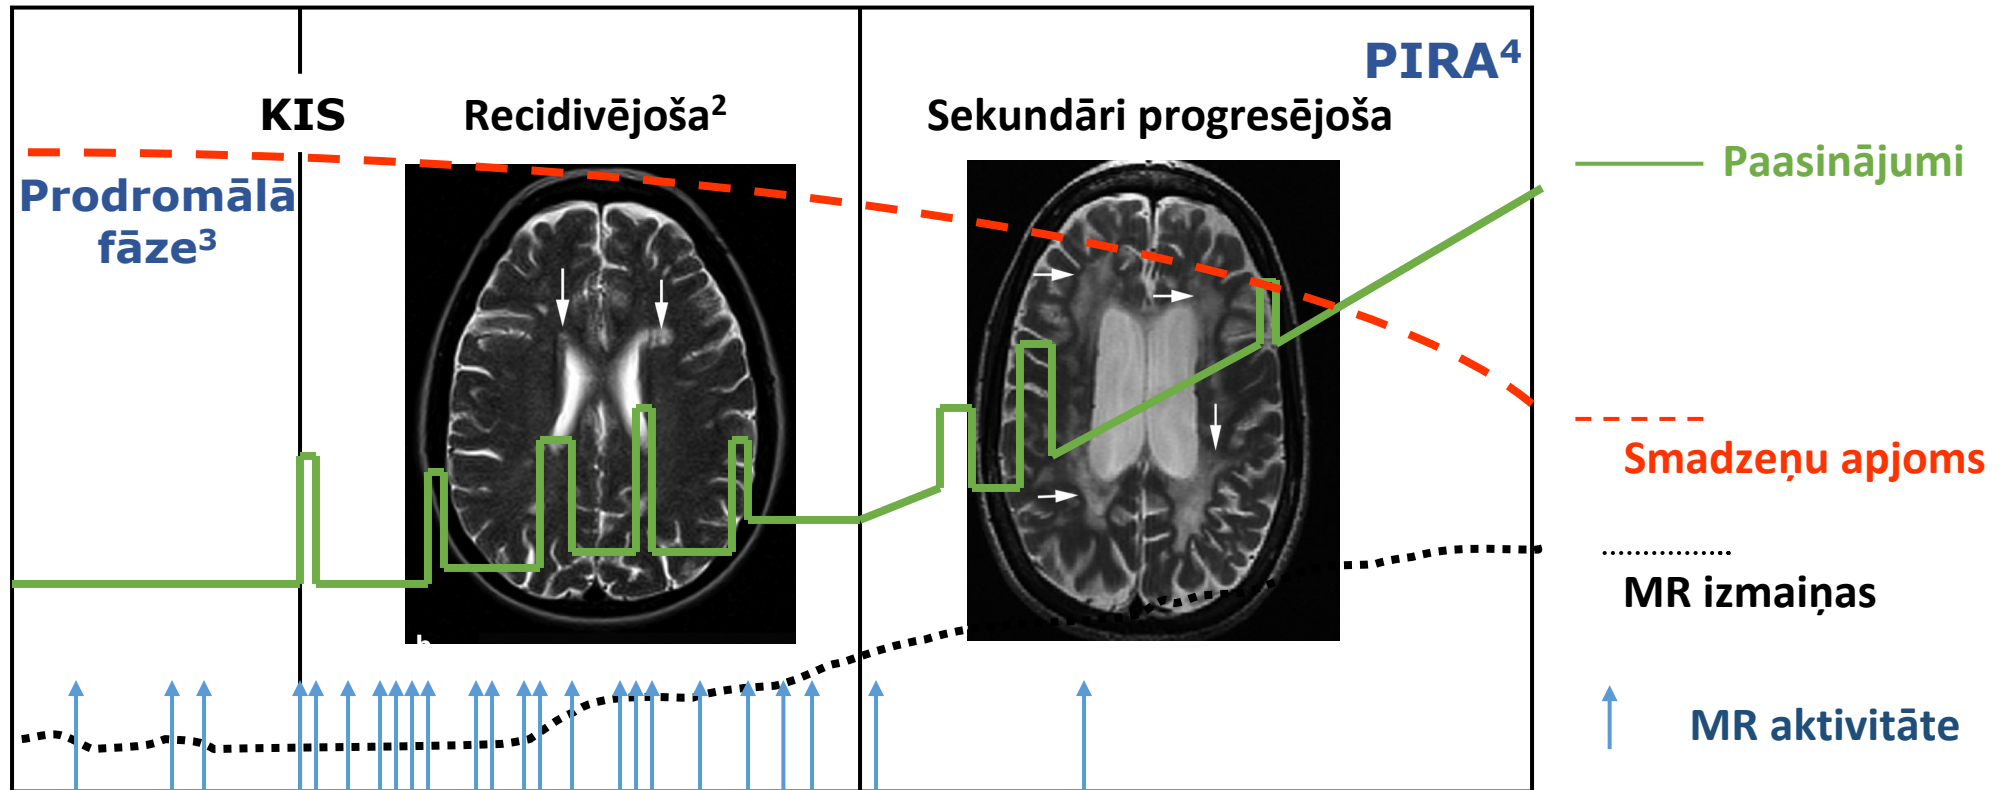 PIRA⁴
KIS
Recidivējoša²
Sekundāri progresējoša
Prodromālā
fāze³
Paasinājumi
Smadzeņu apjoms
MR izmaiņas
MR aktivitāte